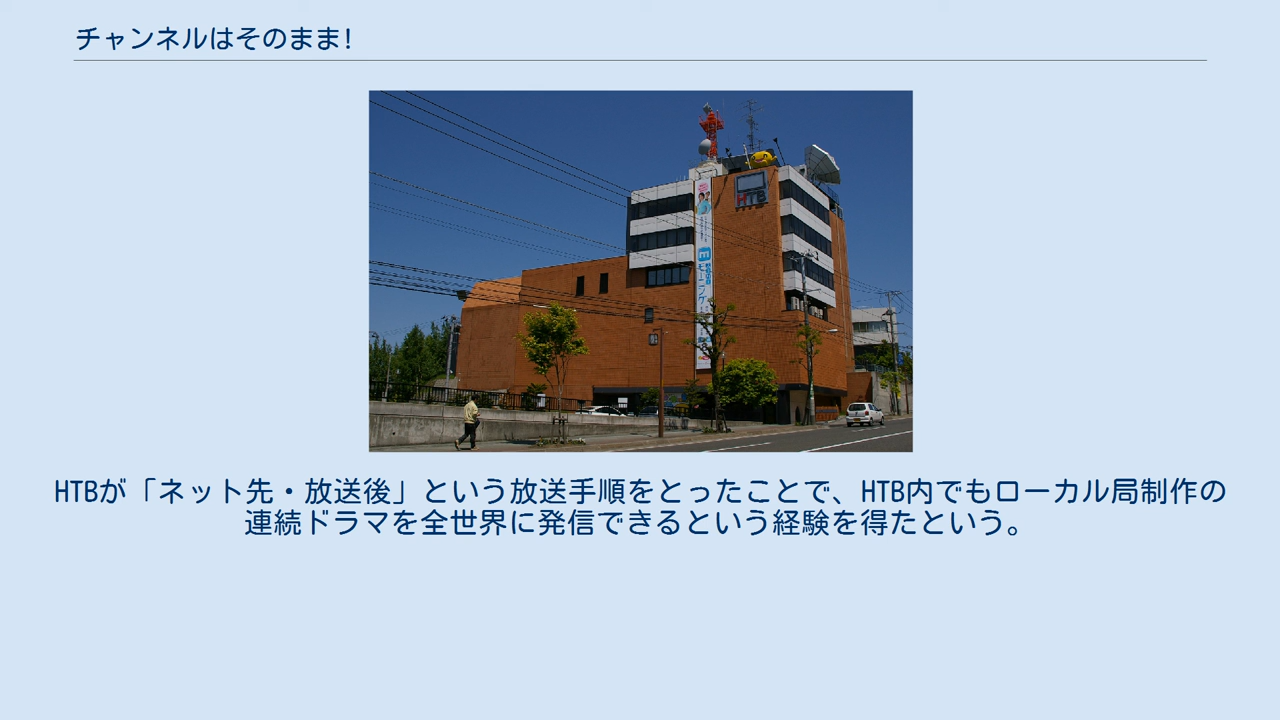 チャンネルはそのまま!
HTB
HTBが「ネット先・放送後」という放送手順をとったことで、HTB内でもローカル局制作の
連続ドラマを全世界に発信できるという経験を得たという。